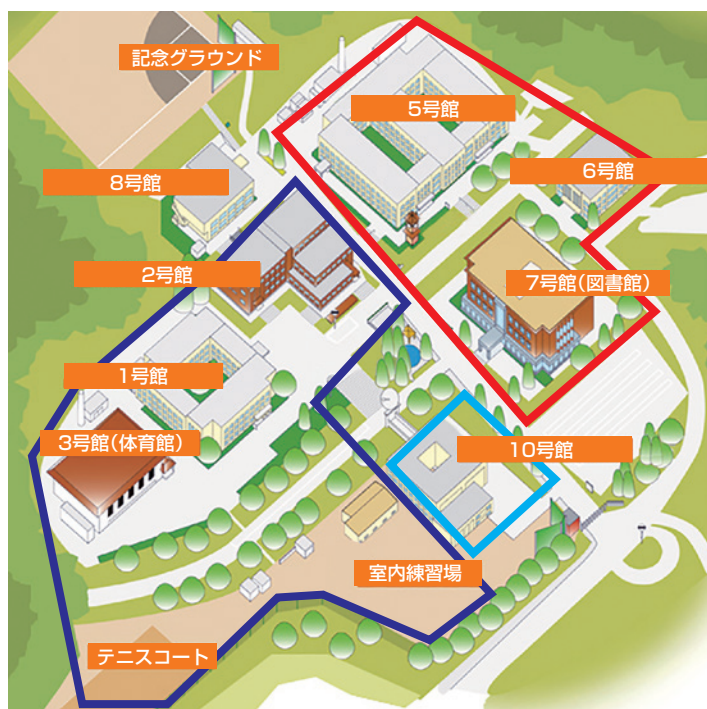 記念グラウンド
5号館
6号館
8号館
2号館
7号館(図書館)
1号館
3号館(体育館)
10号館
室内練習場
テニスコート